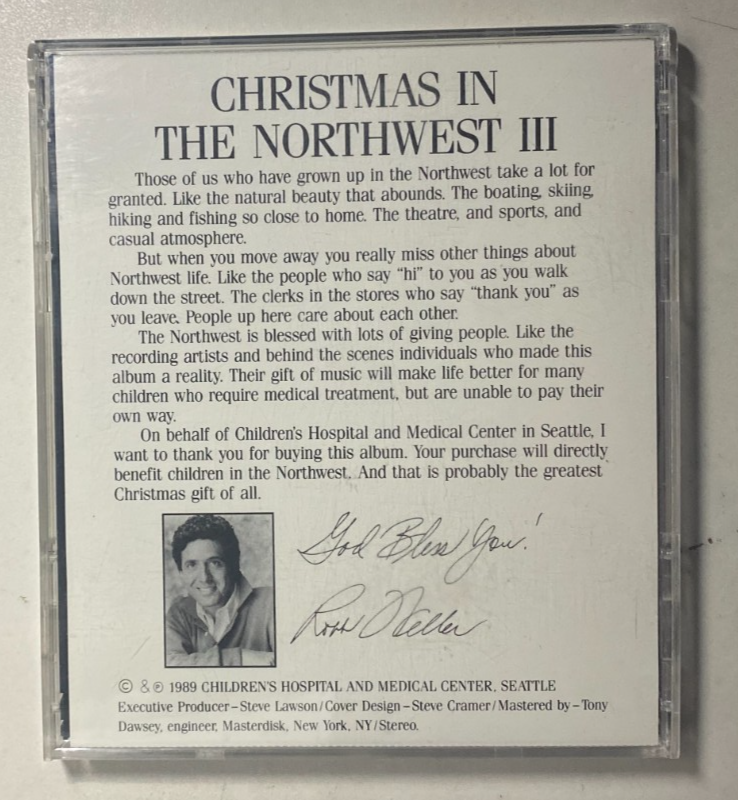 CHRISTMAS IN
THE NORTHWEST III
Those of us who have grown up in the Northwest take a lot for
granted. Like the natural beauty that abounds. The boating, skiing,
hiking and fishing so close to home. The theatre, and sports, and
casual atmosphere.
But when you move away you really miss other things about
Northwest life. Like the people who say “hi” to you as you walk
down the street. The clerks in the stores who say “thank you” as
you leave. People up here care about each other.
The Northwest is blessed with lots of giving people. Like the
recording artists and behind the scenes individuals who made this
album a reality. Their gift of music will make life better for many
children who require medical treatment, but are unable to pay their
own way.
On behalf of Children's Hospital and Medical Center in Seattle, I
want to thank you for buying this album. Your purchase will directly
benefit children in the Northwest. And that is probably the greatest
Christmas gift of all.
God Bless You!
Ross
© & ℗ 1989 CHILDREN'S HOSPITAL AND MEDICAL CENTER, SEATTLE
Executive Producer–Steve Lawson/Cover Design–Steve Cramer/Mastered by–Tony
Dawsey, engineer, Masterdisk, New York, NY/Stereo.